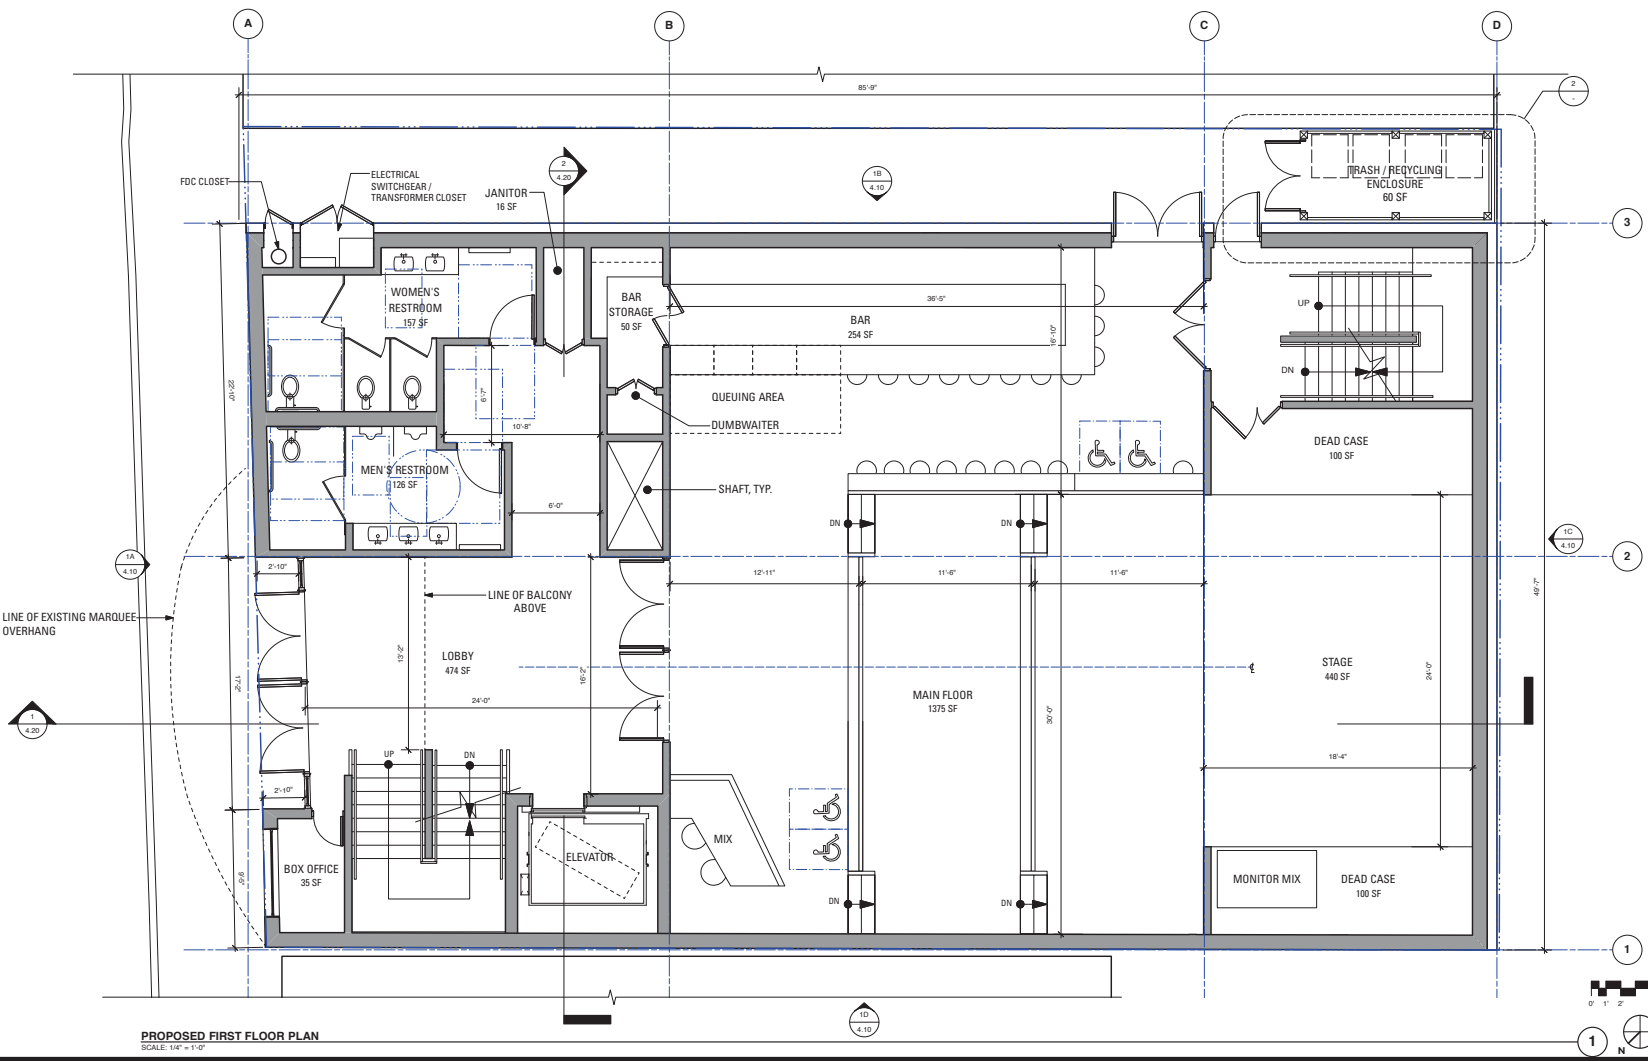 A
B
C
D
85'-9"
2
-
FDC CLOSET
ELECTRICAL
SWITCHGEAR /
TRANSFORMER CLOSET
JANITOR
16 SF
2
4.20
1B
4.10
TRASH / RECYCLING
ENCLOSURE
60 SF
3
WOMEN'S
RESTROOM
157 SF
BAR
STORAGE
50 SF
36'-5"
BAR
254 SF
16'-10"
UP
DN
22'-10"
6'-7"
10'-8"
QUEUING AREA
DUMBWAITER
DEAD CASE
100 SF
MEN'S RESTROOM
126 SF
SHAFT, TYP.
6'-0"
DN
DN
1A
4.10
1C
4.10
2
2'-10"
12'-11"
11'-6"
11'-6"
49'-7"
LINE OF EXISTING MARQUEE
OVERHANG
LINE OF BALCONY
ABOVE
13'-2"
LOBBY
474 SF
16'-2"
17'-2"
24'-0"
MAIN FLOOR
1375 SF
30'-0"
STAGE
440 SF
24'-0"
1
4.20
UP
DN
18'-4"
2'-10"
MIX
BOX OFFICE
35 SF
ELEVATOR
9'-5"
DN
DN
MONITOR MIX
DEAD CASE
100 SF
1
1D
4.10
0'
1'
2'
PROPOSED FIRST FLOOR PLAN
SCALE: 1/4" = 1'-0"
1
N